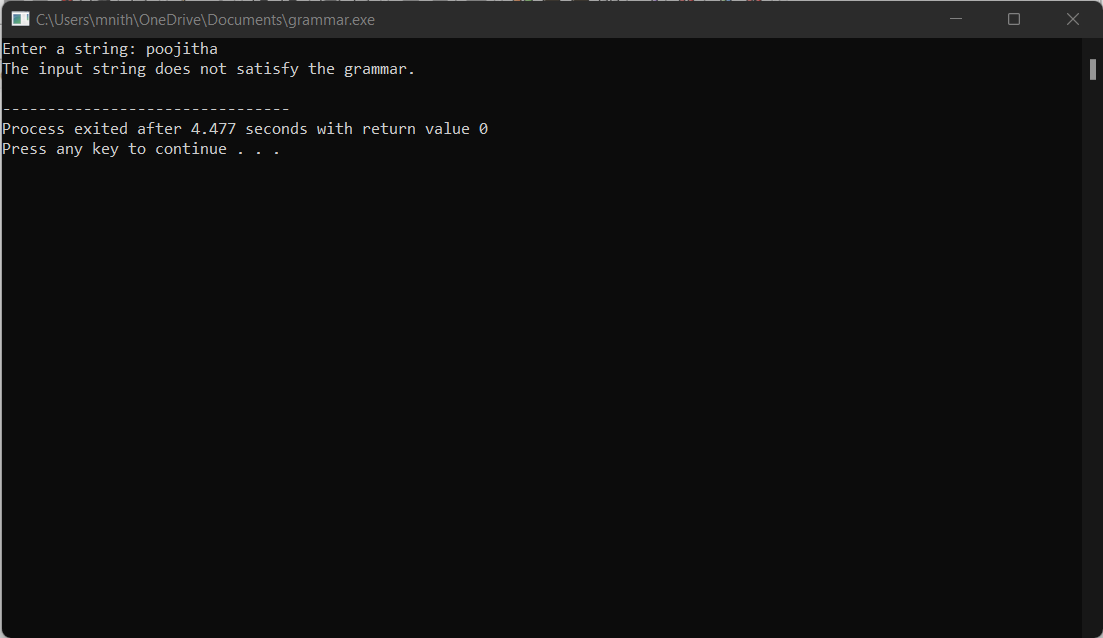 C:\Users\mnith\OneDrive\Documents\grammar.exe
Enter a string: poojitha
The input string does not satisfy the grammar.
--------------------------------
Process exited after 4.477 seconds with return value 0
Press any key to continue . . .